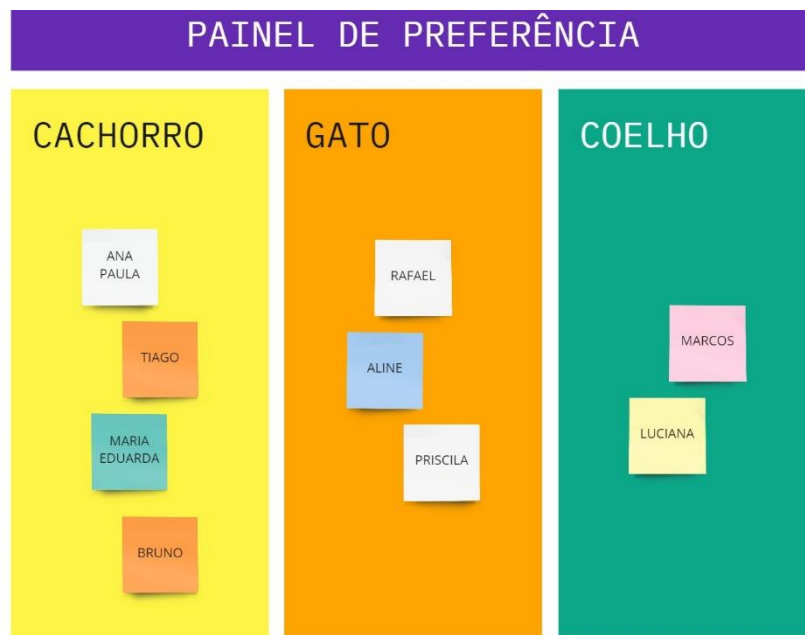 PAINEL DE PREFERÊNCIA
CACHORRO
ANA
PAULA
TIAGO
MARIA
EDUARDA
BRUNO
GATO
RAFAEL
ALINE
PRISCILA
COELHO
MARCOS
LUCIANA